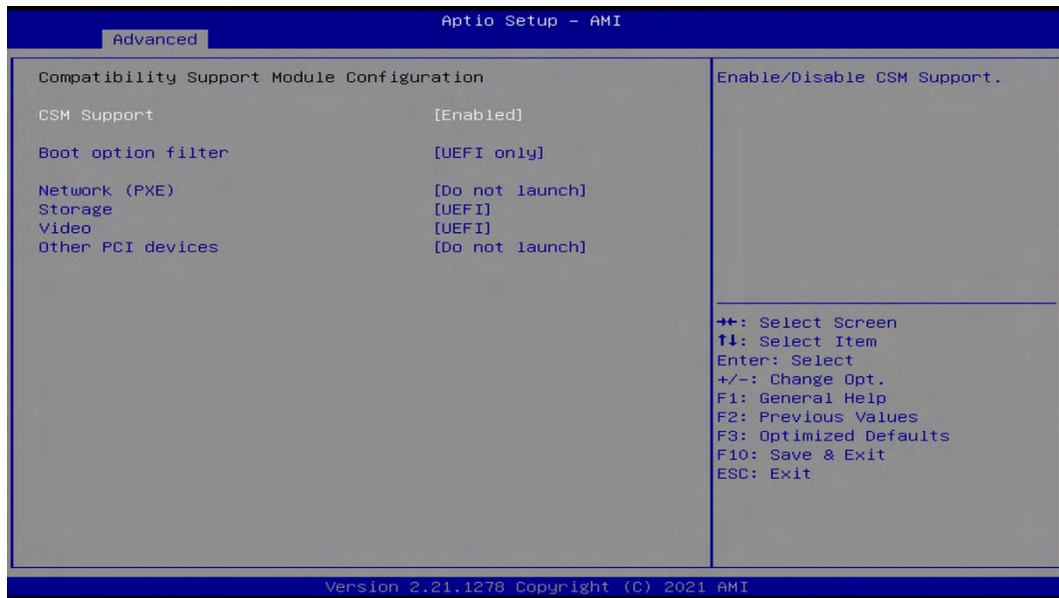 Aptio Setup - AMI
Advanced
Compatibility Support Module Configuration
CSM Support [Enabled]
Boot option filter [UEFI only]
Network (PXE) [Do not launch]
Storage [UEFI]
Video [UEFI]
Other PCI devices [Do not launch]
Enable/Disable CSM Support.
→←: Select Screen
↑↓: Select Item
Enter: Select
+/-: Change Opt.
F1: General Help
F2: Previous Values
F3: Optimized Defaults
F10: Save & Exit
ESC: Exit
Version 2.21.1278 Copyright (C) 2021 AMI